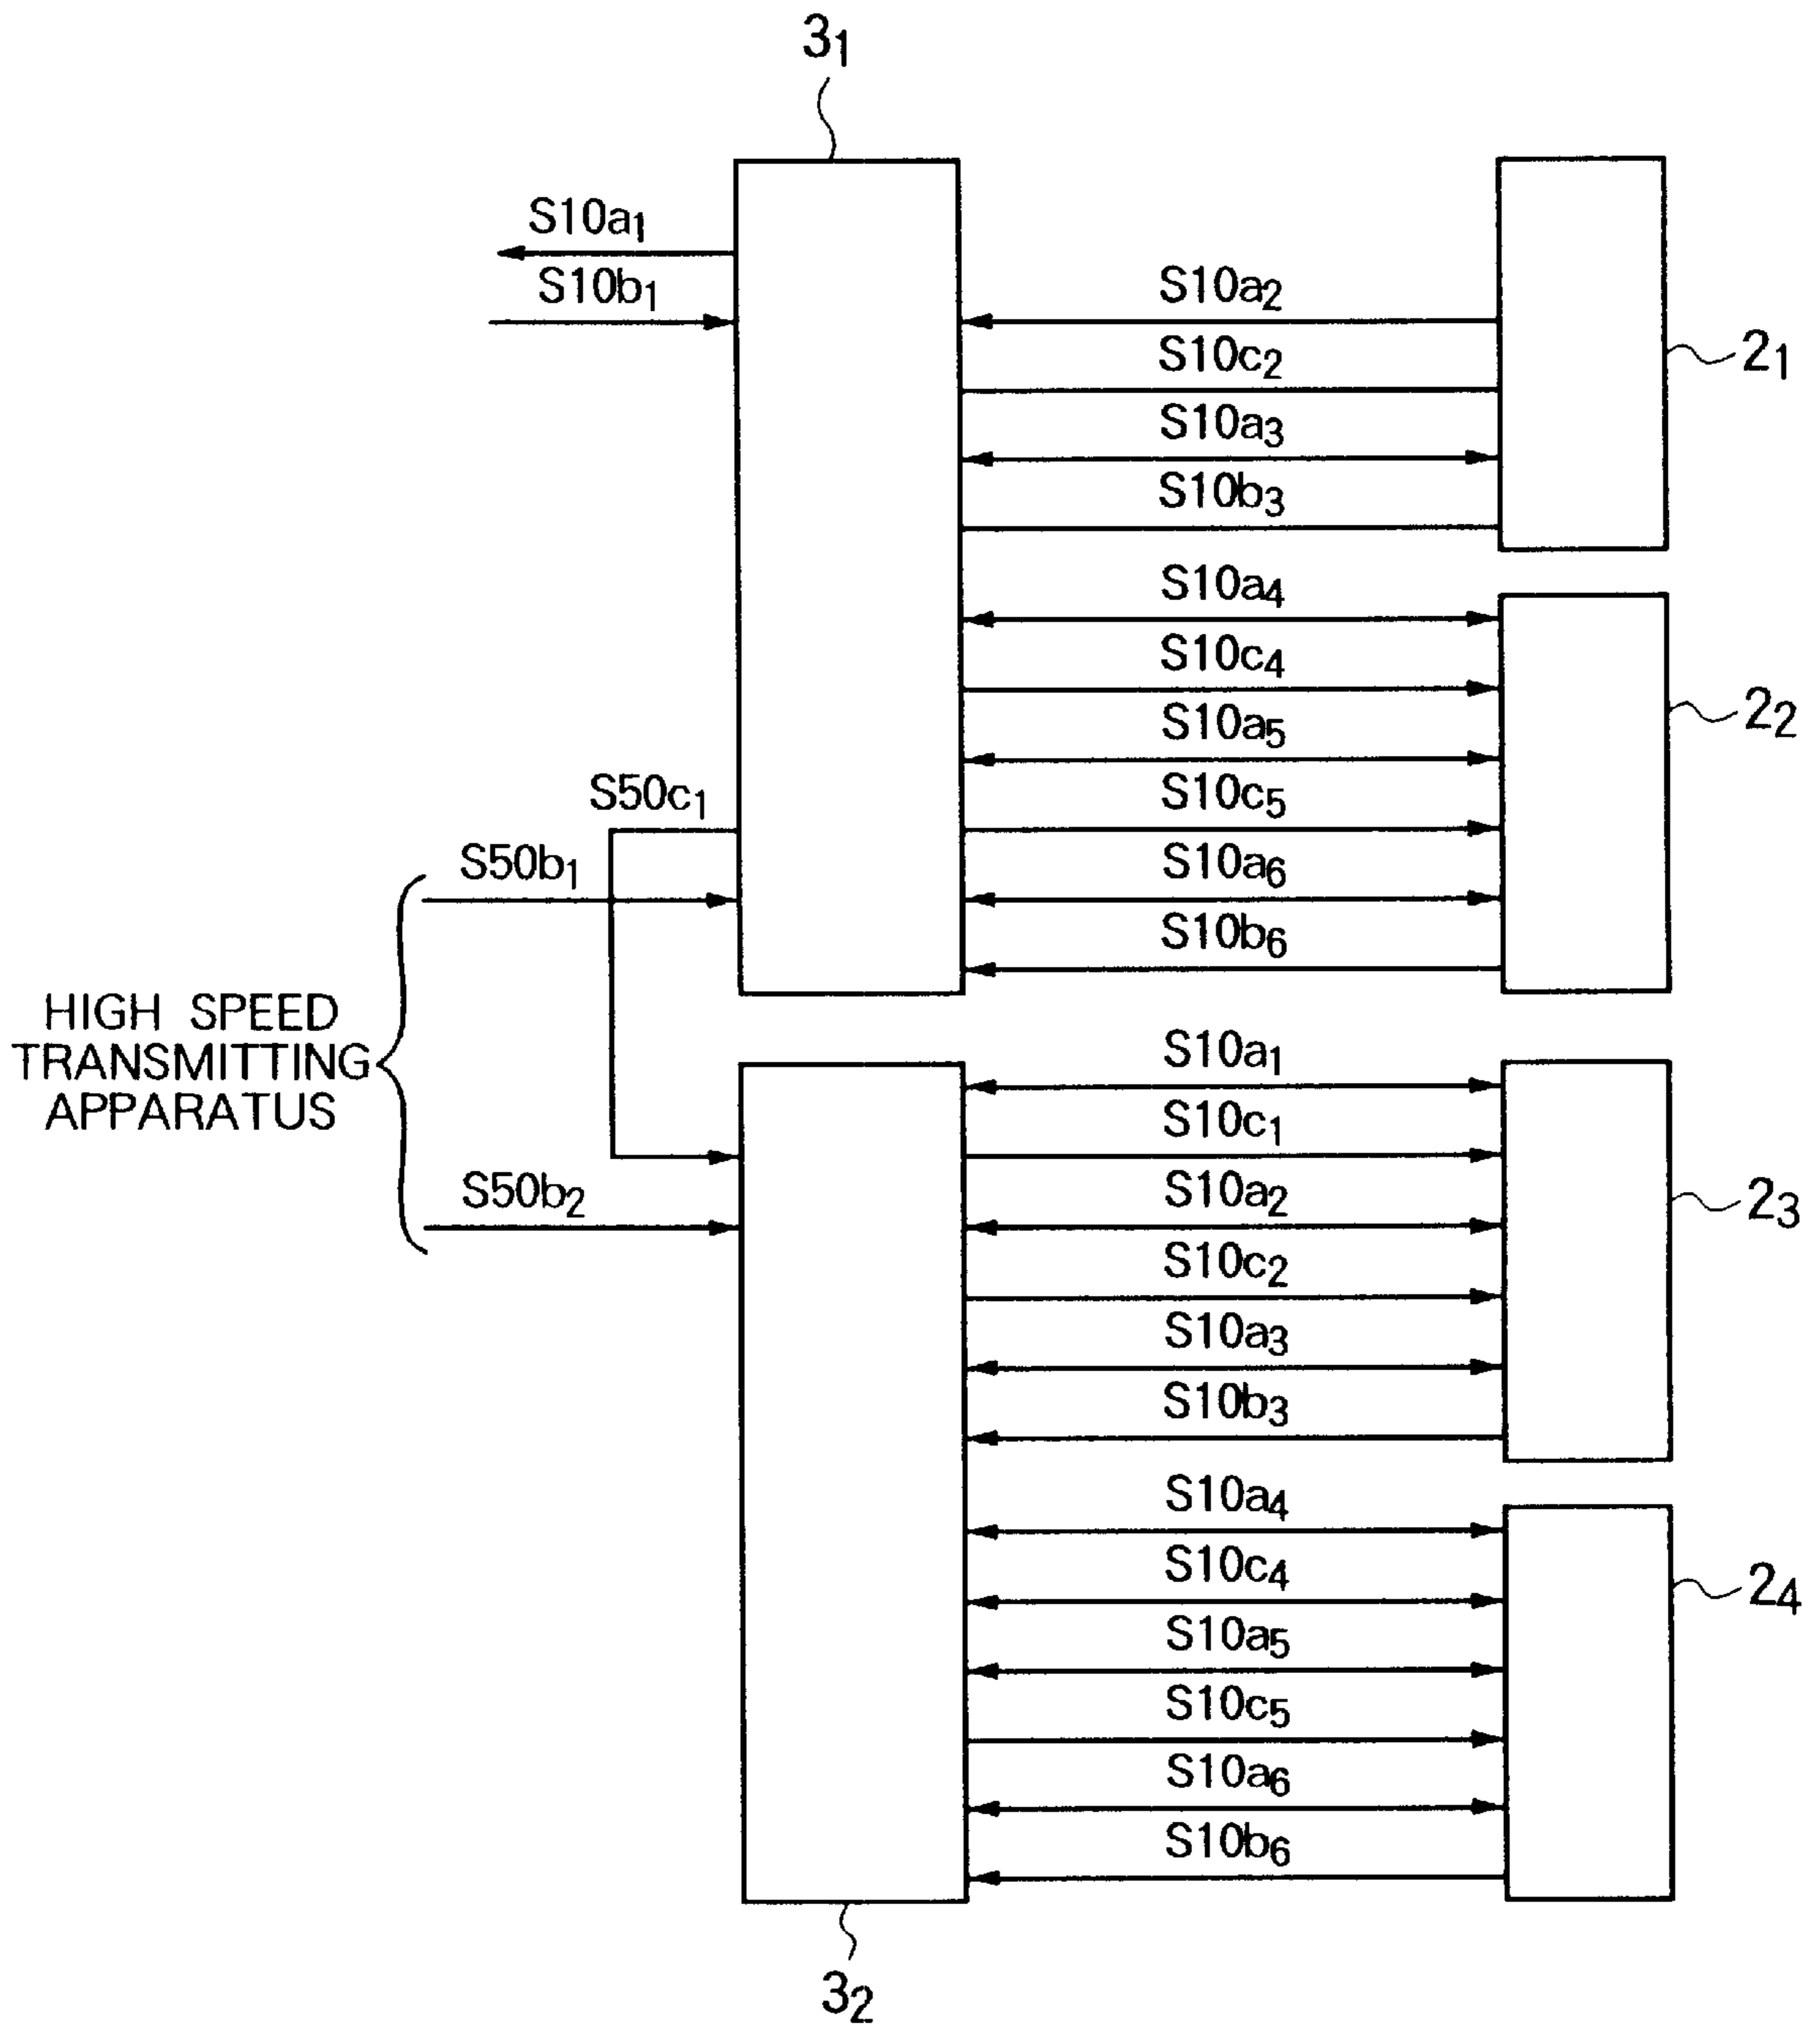 3₁
S10a₁
S10b₁
S10a₂
S10c₂
2₁
S10a₃
S10b₃
S10a₄
S10c₄
2₂
S10a₅
S50c₁
S10c₅
S50b₁
S10a₆
S10b₆
HIGH SPEED
TRANSMITTING
APPARATUS
S10a₁
S10c₁
S50b₂
S10a₂
2₃
S10c₂
S10a₃
S10b₃
S10a₄
S10c₄
2₄
S10a₅
S10c₅
S10a₆
S10b₆
3₂